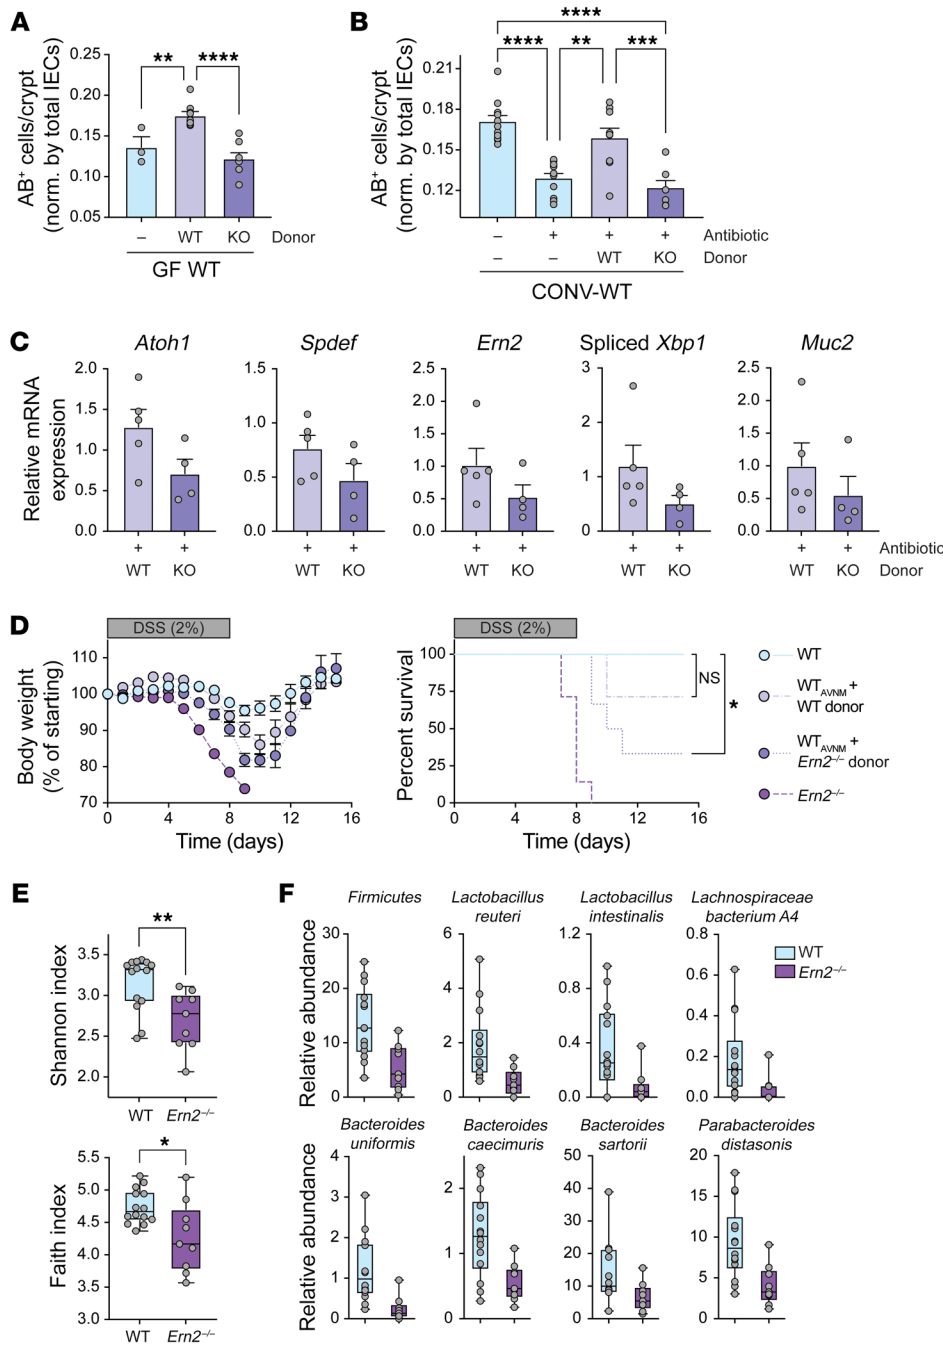 A
AB+ cells/crypt
(norm. by total IECs)
0.25
0.20
0.15
0.10
0.05
**
****
–
WT
KO
Donor
GF WT
B
AB+ cells/crypt
(norm. by total IECs)
0.21
0.18
0.15
0.12
****
****
**
***
– + + + Antibiotic
– – WT KO Donor
CONV-WT
C
Relative mRNA
expression
Atoh1
2.0
1.5
1.0
0.5
0.0
+ +
WT KO
Spdef
1.5
1.0
0.5
0.0
+ +
WT KO
Ern2
2.5
2.0
1.5
1.0
0.5
0.0
+ +
WT KO
Spliced Xbp1
3
2
1
0
+ +
WT KO
Muc2
2.5
2.0
1.5
1.0
0.5
0.0
+ + Antibiotic
WT KO Donor
D
DSS (2%)
Body weight
(% of starting)
110
100
90
80
70
0 4 8 12 16
Time (days)
DSS (2%)
Percent survival
100
75
50
25
0
0 4 8 12 16
Time (days)
NS
*
WT
WTAVNM +
WT donor
WTAVNM +
Ern2–/– donor
Ern2–/–
E
Shannon index
3.5
3.0
2.5
2.0
**
WT Ern2–/–
Faith index
5.5
5.0
4.5
4.0
3.5
3.0
*
WT Ern2–/–
F
Relative abundance
Firmicutes
30
20
10
0
Lactobacillus
reuteri
6
4
2
0
Lactobacillus
intestinalis
1.2
0.8
0.4
0.0
Lachnospiraceae
bacterium A4
0.8
0.6
0.4
0.2
0.0
WT
Ern2–/–
Relative abundance
Bacteroides
uniformis
4
3
2
1
0
Bacteroides
caecimuris
2
1
0
Bacteroides
sartorii
50
40
30
20
10
0
Parabacteroides
distasonis
20
15
10
5
0